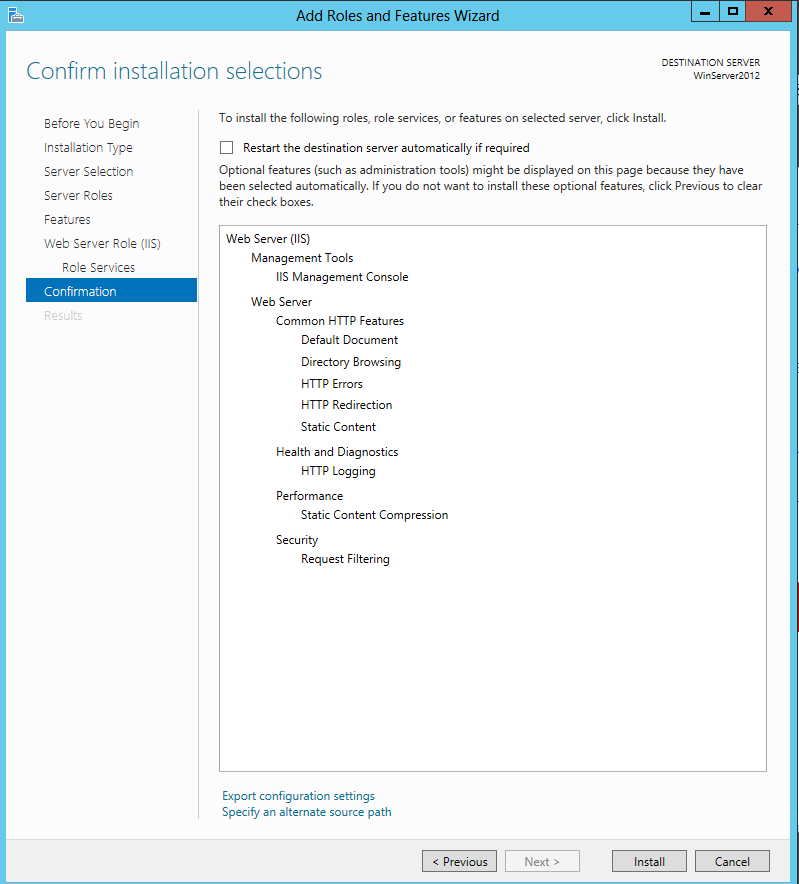 Add Roles and Features Wizard
Confirm installation selections
DESTINATION SERVER
WinServer2012
Before You Begin
Installation Type
Server Selection
Server Roles
Features
Web Server Role (IIS)
Role Services
Confirmation
Results
To install the following roles, role services, or features on selected server, click Install.
Restart the destination server automatically if required
Optional features (such as administration tools) might be displayed on this page because they have
been selected automatically. If you do not want to install these optional features, click Previous to clear
their check boxes.
Web Server (IIS)
Management Tools
IIS Management Console
Web Server
Common HTTP Features
Default Document
Directory Browsing
HTTP Errors
HTTP Redirection
Static Content
Health and Diagnostics
HTTP Logging
Performance
Static Content Compression
Security
Request Filtering
Export configuration settings
Specify an alternate source path
< Previous
Next >
Install
Cancel